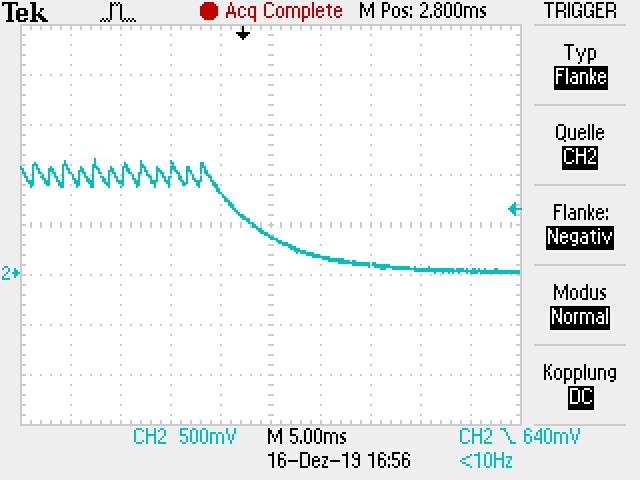 Tek Acq Complete M Pos: 2.800ms TRIGGER
Typ
Flanke
Quelle
CH2
Flanke:
Negativ
2
Modus
Normal
Kopplung
DC
CH2 500mV M 5.00ms CH2 640mV
16-Dez-19 16:56 <10Hz